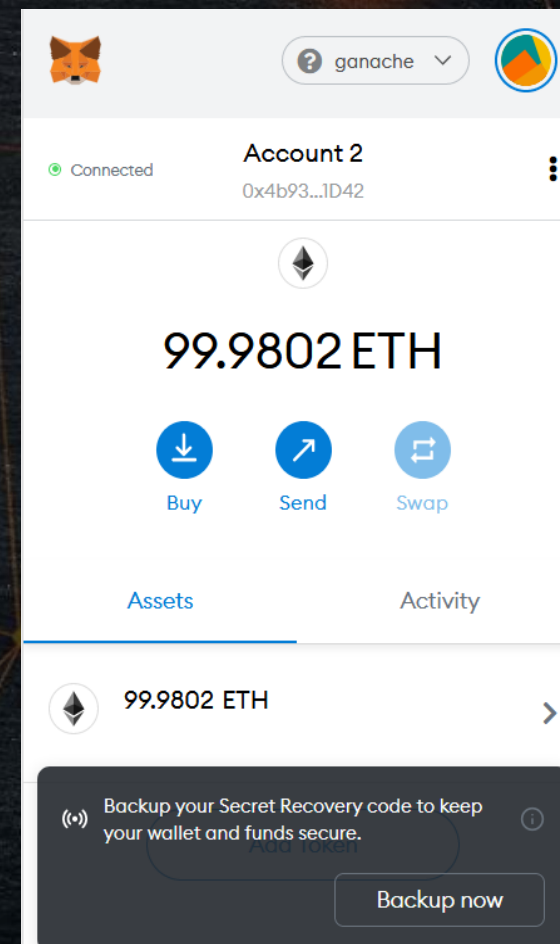 ganache
Connected
Account 2
0x4b93...1D42
99.9802 ETH
Buy
Send
Swap
Assets
Activity
99.9802 ETH
Backup your Secret Recovery code to keep
your wallet and funds secure.
Add Token
Backup now